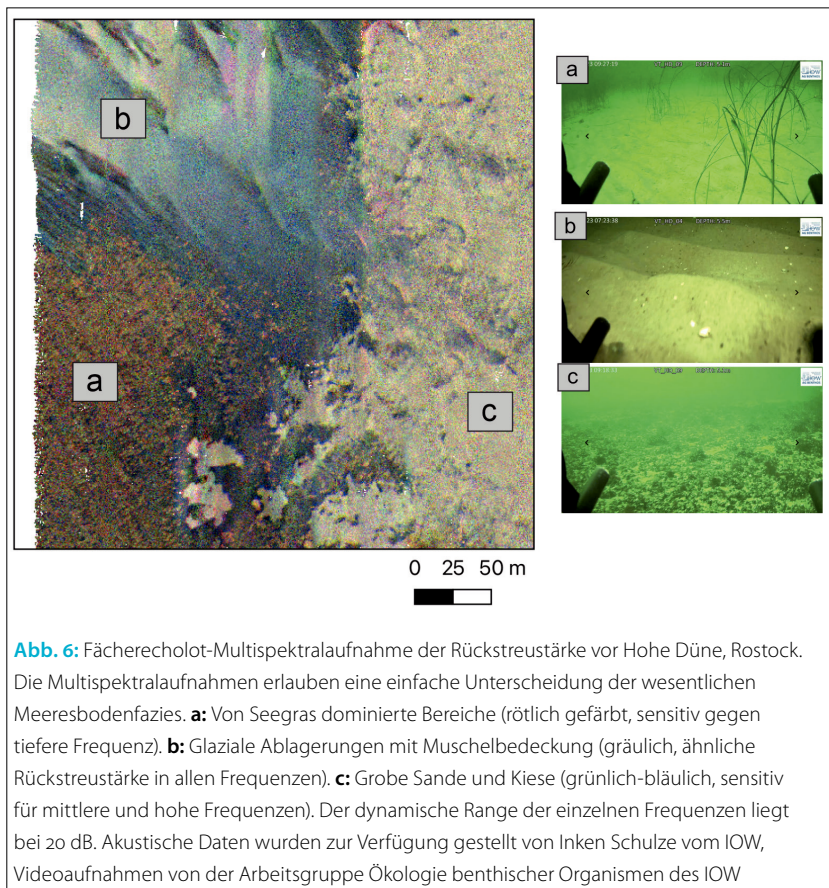 b
a
c
0 25 50 m
a
b
c
Abb. 6: Fächerecholot-Multispektralaufnahme der Rückstreustärke vor Hohe Düne, Rostock.
Die Multispektralaufnahmen erlauben eine einfache Unterscheidung der wesentlichen
Meeresbodenfazies. a: Von Seegras dominierte Bereiche (rötlich gefärbt, sensitiv gegen
tiefere Frequenz). b: Glaziale Ablagerungen mit Muschelbedeckung (gräulich, ähnliche
Rückstreustärke in allen Frequenzen). c: Grobe Sande und Kiese (grünlich-bläulich, sensitiv
für mittlere und hohe Frequenzen). Der dynamische Range der einzelnen Frequenzen liegt
bei 20 dB. Akustische Daten wurden zur Verfügung gestellt von Inken Schulze vom IOW,
Videoaufnahmen von der Arbeitsgruppe Ökologie benthischer Organismen des IOW